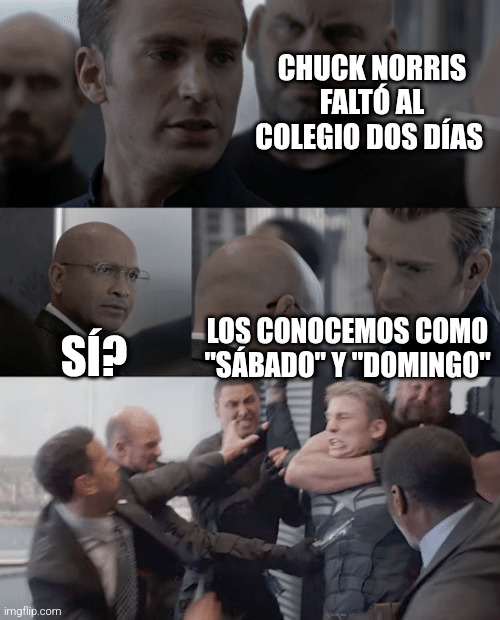 CHUCK NORRIS
FALTÓ AL
COLEGIO DOS DÍAS
SÍ?
LOS CONOCEMOS COMO
"SÁBADO" Y "DOMINGO"
imgflip.com